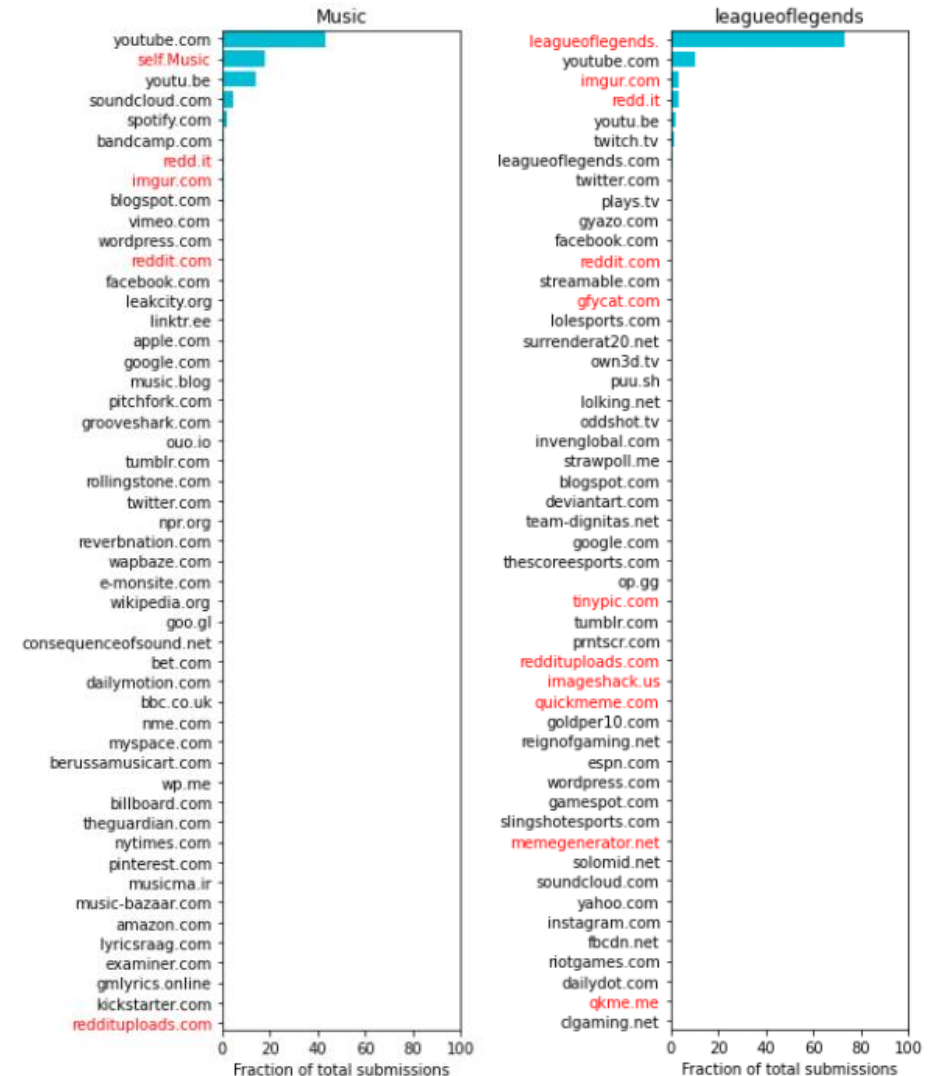 Music
youtube.com
self.Music
youtu.be
soundcloud.com
spotify.com
bandcamp.com
redd.it
imgur.com
blogspot.com
vimeo.com
wordpress.com
reddit.com
facebook.com
leakcity.org
linktr.ee
apple.com
google.com
music.blog
pitchfork.com
grooveshark.com
ouo.io
tumblr.com
rollingstone.com
twitter.com
npr.org
reverbnation.com
wapbaze.com
e-monsite.com
wikipedia.org
goo.gl
consequenceofsound.net
bet.com
dailymotion.com
bbc.co.uk
nme.com
myspace.com
berussamusicart.com
wp.me
billboard.com
theguardian.com
nytimes.com
pinterest.com
musicma.ir
music-bazaar.com
amazon.com
lyricsraag.com
examiner.com
gmlyrics.online
kickstarter.com
reddituploads.com
0 20 40 60 80 100
Fraction of total submissions
leagueoflegends
leagueoflegends.
youtube.com
imgur.com
redd.it
youtu.be
twitch.tv
leagueoflegends.com
twitter.com
plays.tv
gyazo.com
facebook.com
reddit.com
streamable.com
gfycat.com
lolesports.com
surrenderat20.net
own3d.tv
puu.sh
lolking.net
oddshot.tv
invenglobal.com
strawpoll.me
blogspot.com
deviantart.com
team-dignitas.net
google.com
thescoreesports.com
op.gg
tinypic.com
tumblr.com
prntscr.com
reddituploads.com
imageshack.us
quickmeme.com
goldper10.com
reignofgaming.net
espn.com
wordpress.com
gamespot.com
slingshotesports.com
memegenerator.net
solomid.net
soundcloud.com
yahoo.com
instagram.com
fbcdn.net
riotgames.com
dailydot.com
qkme.me
clgaming.net
0 20 40 60 80 100
Fraction of total submissions